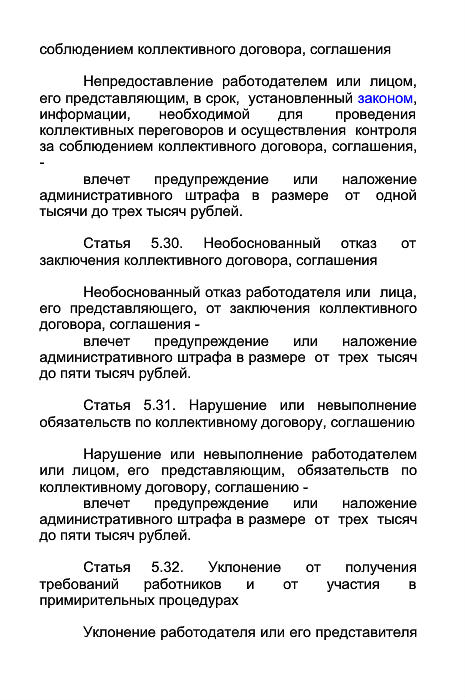 соблюдением коллективного договора, соглашения
Непредоставление работодателем или лицом,
его представляющим, в срок, установленный законом,
информации, необходимой для проведения
коллективных переговоров и осуществления контроля
за соблюдением коллективного договора, соглашения,
-
влечет предупреждение или наложение
административного штрафа в размере от одной
тысячи до трех тысяч рублей.
Статья 5.30. Необоснованный отказ от
заключения коллективного договора, соглашения
Необоснованный отказ работодателя или лица,
его представляющего, от заключения коллективного
договора, соглашения -
влечет предупреждение или наложение
административного штрафа в размере от трех тысяч
до пяти тысяч рублей.
Статья 5.31. Нарушение или невыполнение
обязательств по коллективному договору, соглашению
Нарушение или невыполнение работодателем
или лицом, его представляющим, обязательств по
коллективному договору, соглашению -
влечет предупреждение или наложение
административного штрафа в размере от трех тысяч
до пяти тысяч рублей.
Статья 5.32. Уклонение от получения
требований работников и от участия в
примирительных процедурах
Уклонение работодателя или его представителя